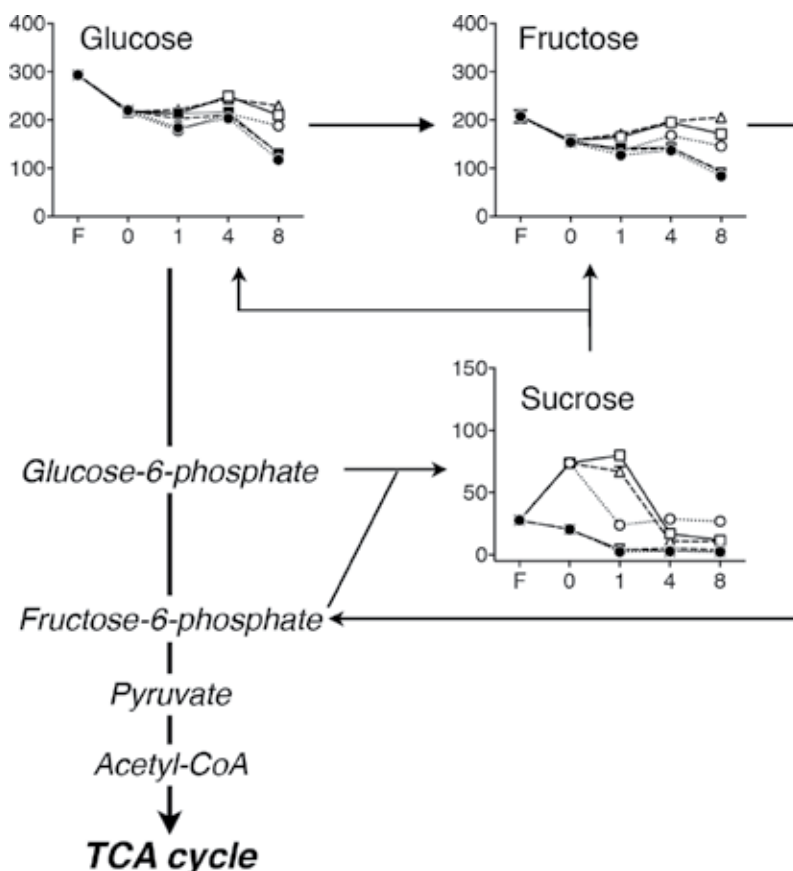 Glucose
400
300
200
100
0
F 0 1 4 8
Fructose
400
300
200
100
0
F 0 1 4 8
Sucrose
150
100
50
0
F 0 1 4 8
Glucose-6-phosphate
Fructose-6-phosphate
Pyruvate
Acetyl-CoA
TCA cycle